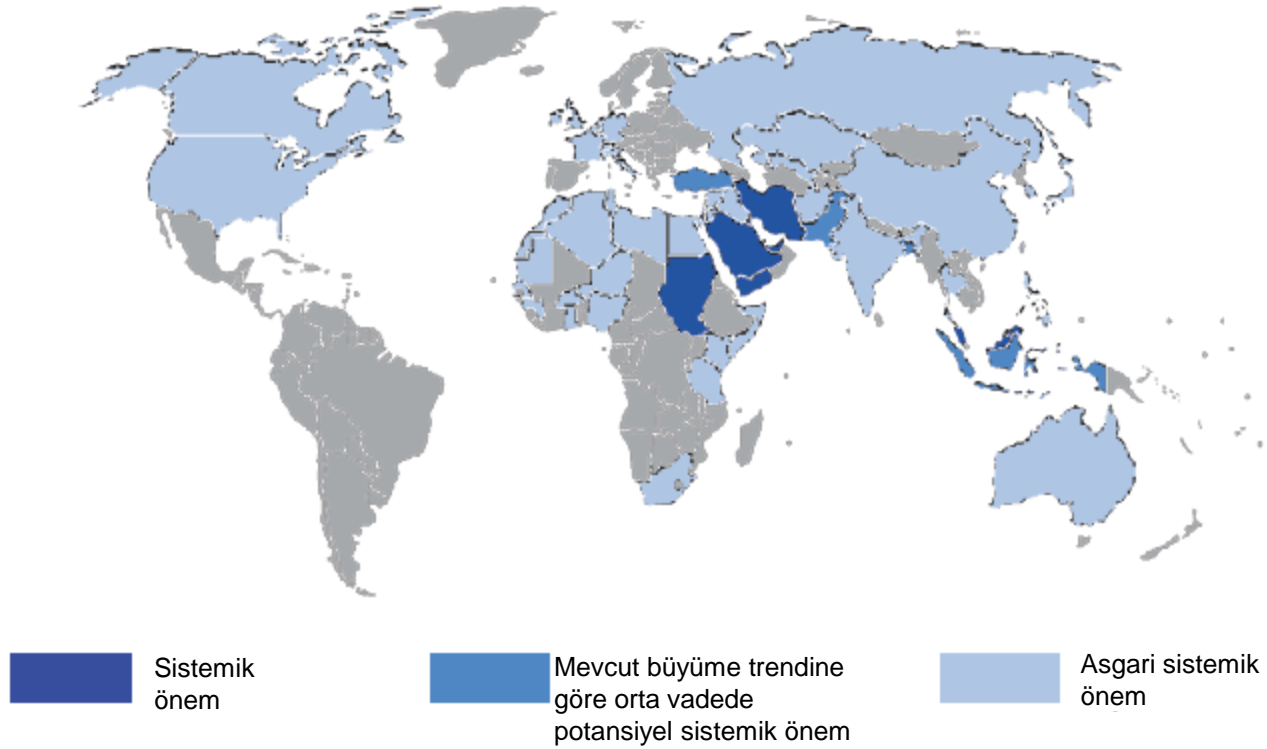 Sistemik
önem
Mevcut büyüme trendine
göre orta vadede
potansiyel sistemik önem
Asgari sistemik
önem